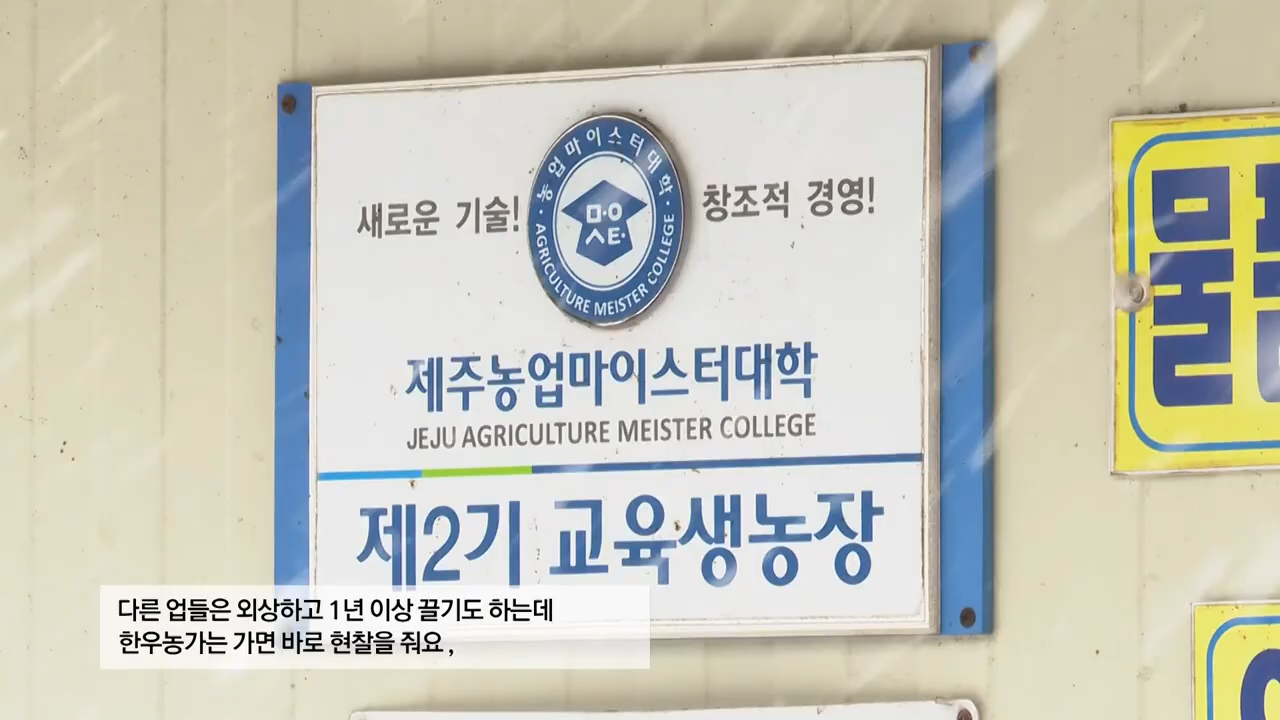 새로운 기술!
농업마이스터대학
마이스터
AGRICULTURE MEISTER COLLEGE
창조적 경영!
제주농업마이스터대학
JEJU AGRICULTURE MEISTER COLLEGE
제2기 교육생농장
물
다른 업들은 외상하고 1년 이상 끌기도 하는데
한우농가는 가면 바로 현찰을 줘요 ,